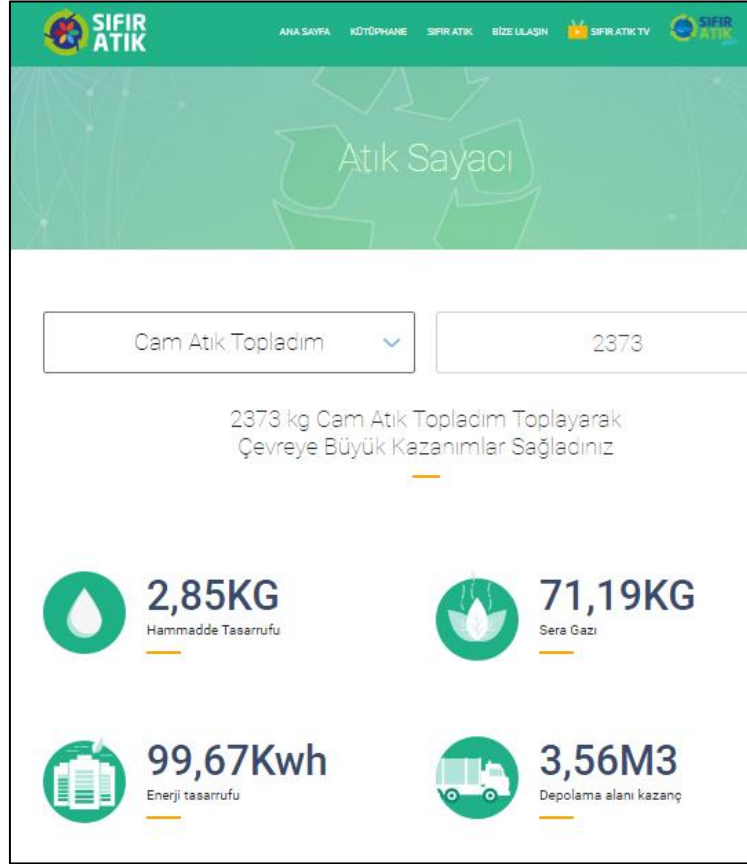 SIFIR
ATIK
ANA SAYFA KÜTÜPHANE SIFIR ATIK BİZE ULAŞIN SIFIR ATIK TV
SIFIR
ATIK
Atık Sayacı
Cam Atık Topladım 2373
2373 kg Cam Atık Topladım Toplayarak
Çevreye Büyük Kazanımlar Sağladınız
2,85KG 71,19KG
Hammadde Tasarrufu Sera Gazı
99,67Kwh 3,56M3
Enerji tasarrufu Depolama alanı kazanç